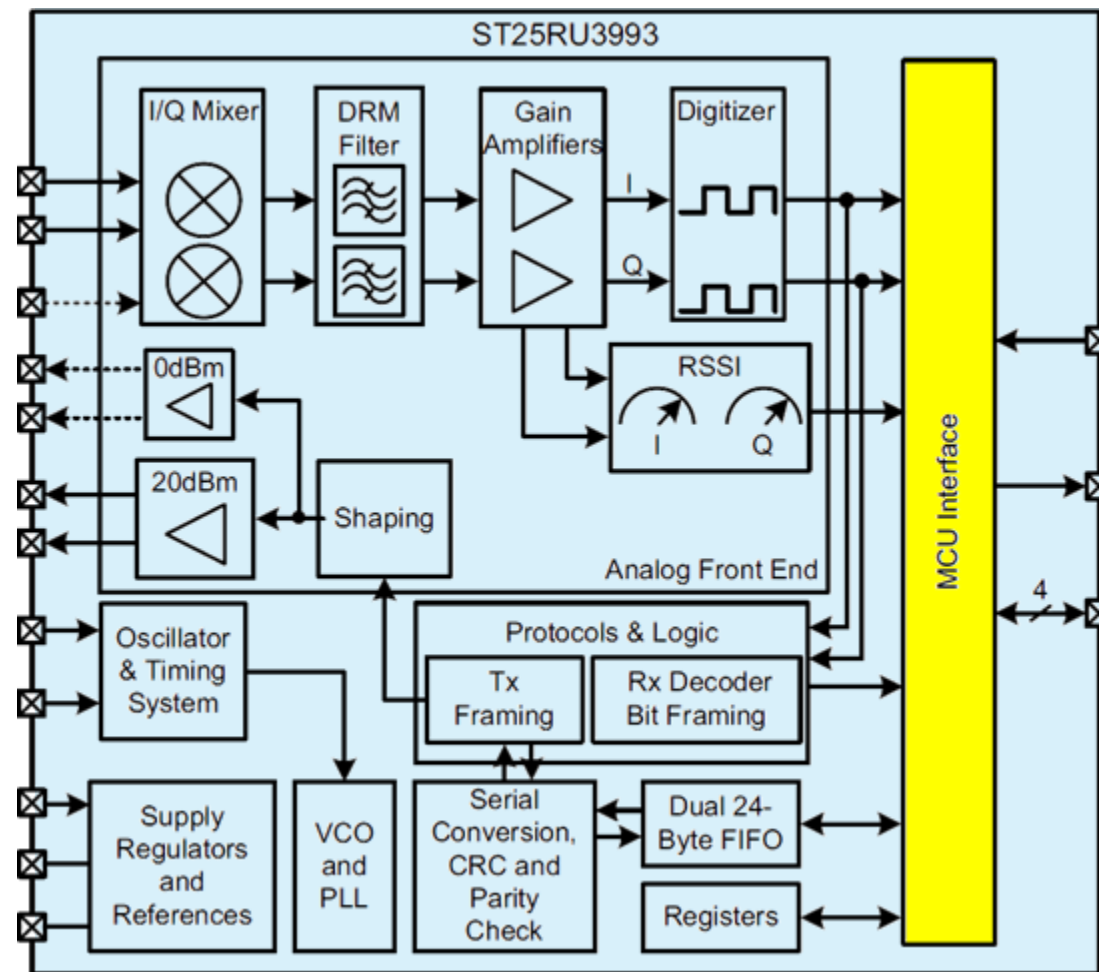 ST25RU3993
I/Q Mixer
DRM
Filter
Gain
Amplifiers
Digitizer
I
Q
RSSI
I
Q
0dBm
20dBm
Shaping
Analog Front End
MCU Interface
4
Oscillator
& Timing
System
Protocols & Logic
Tx
Framing
Rx Decoder
Bit Framing
Supply
Regulators
and
References
VCO
and
PLL
Serial
Conversion,
CRC and
Parity
Check
Dual 24-
Byte FIFO
Registers